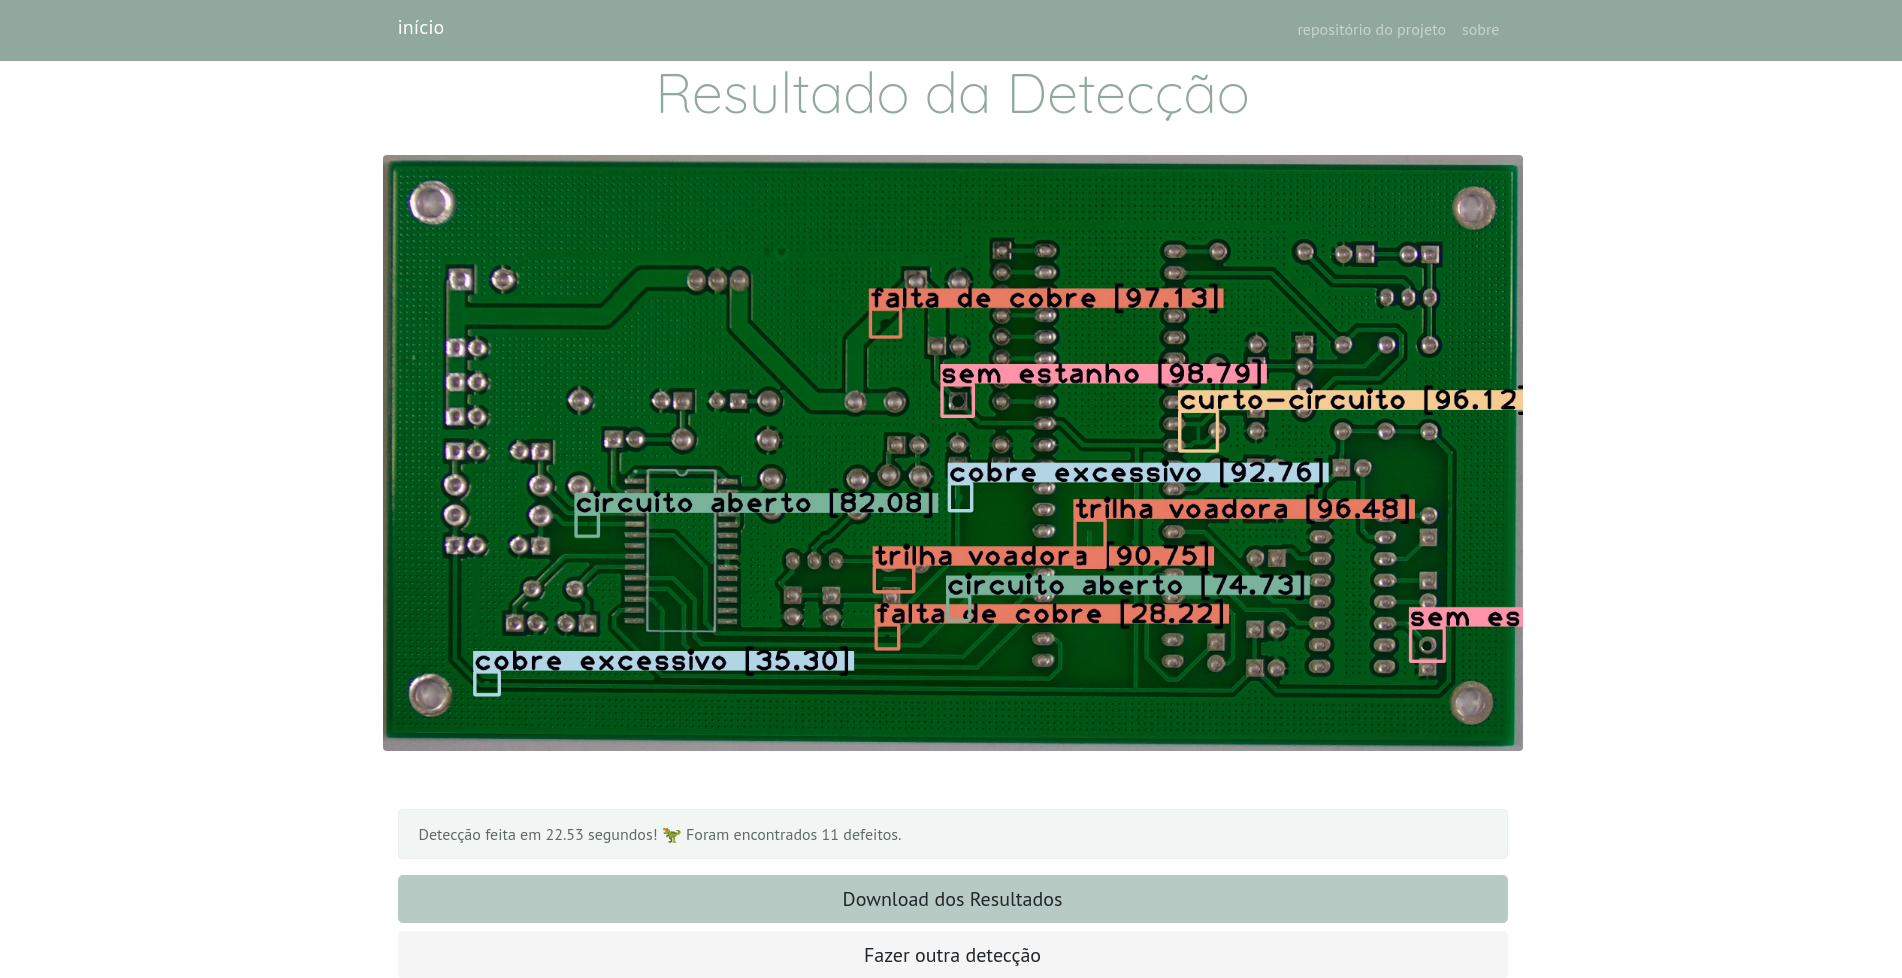 início
repositório do projeto sobre
Resultado da Detecção
falta de cobre [97.13]
sem estanho [98.79]
curto-circuito [96.12]
cobre excessivo [92.76]
circuito aberto [82.08]
trilha voadora [96.48]
trilha voadora [90.75]
circuito aberto [74.73]
falta de cobre [28.22]
sem es
cobre excessivo [35.30]
Detecção feita em 22.53 segundos! 🦖 Foram encontrados 11 defeitos.
Download dos Resultados
Fazer outra detecção